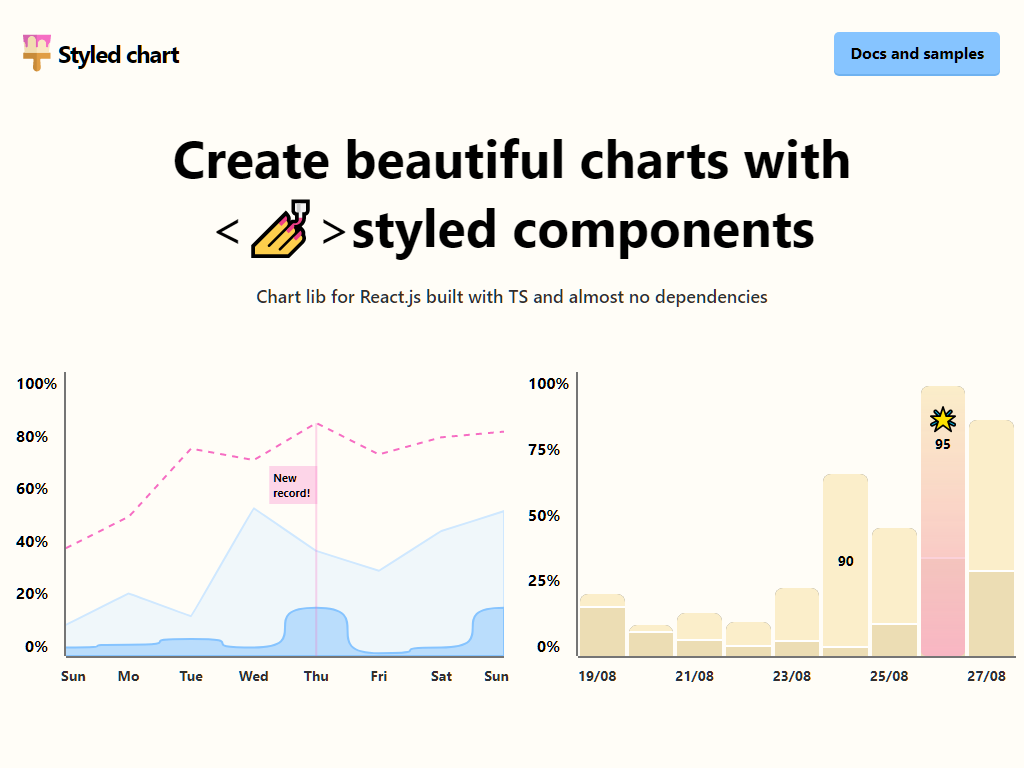 Styled chart
Docs and samples
Create beautiful charts with
<💅>styled components
Chart lib for React.js built with TS and almost no dependencies
100%
80%
60%
40%
20%
0%
New
record!
Sun Mo Tue Wed Thu Fri Sat Sun
100%
75%
50%
25%
0%
95
90
19/08 21/08 23/08 25/08 27/08